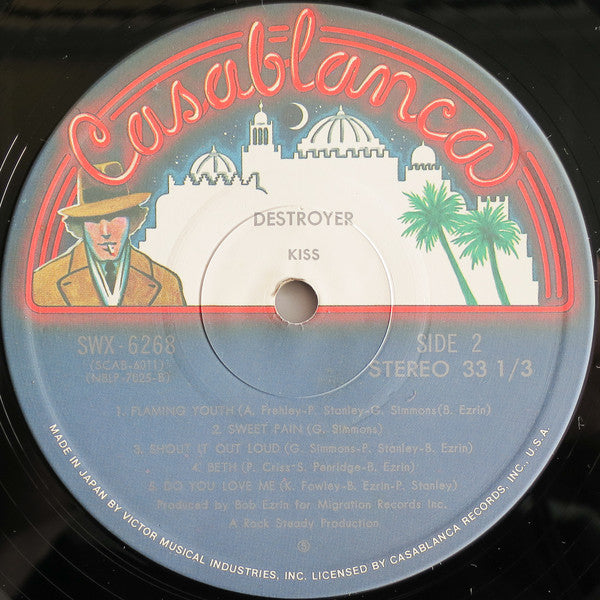 Casablanca
DESTROYER
KISS
SWX-6268
(SCAB-6011)
(NBLP-7025-B)
SIDE 2
STEREO 33 1/3
1. FLAMING YOUTH (A. Frehley-P. Stanley-G. Simmons(B. Ezrin)
2. SWEET PAIN (G. Simmons)
3. SHOUT IT OUT LOUD (G. Simmons-P. Stanley-B. Ezrin)
4. BETH (P. Criss-S. Penridge-B. Ezrin)
5. DO YOU LOVE ME (K. Fowley-B. Ezrin-P. Stanley)
Produced by Bob Ezrin for Migration Records Inc.
A Rock Steady Production
MADE IN JAPAN BY VICTOR MUSICAL INDUSTRIES, INC. LICENSED BY CASABLANCA RECORDS, INC., U.S.A.